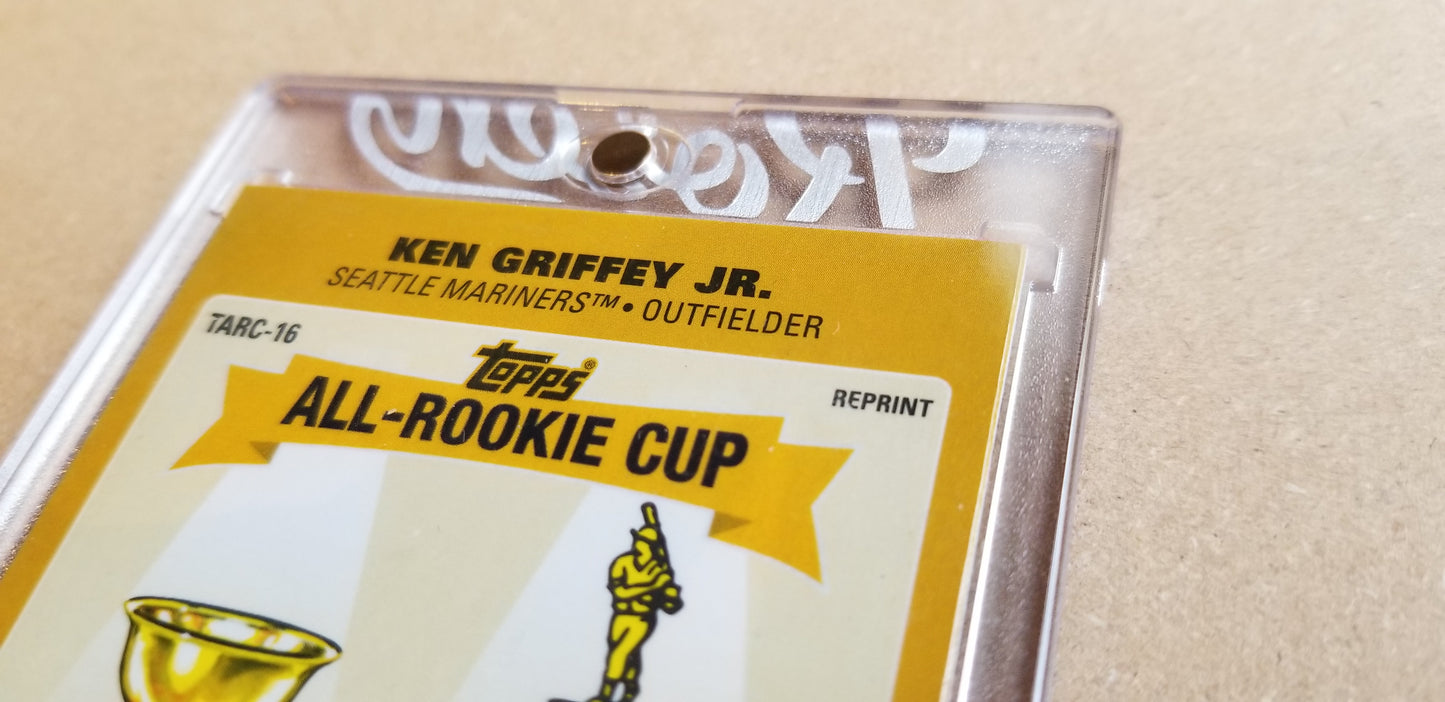 KEN GRIFFEY JR.
SEATTLE MARINERS™ • OUTFIELDER
TARC-16
topps®
REPRINT
ALL-ROOKIE CUP